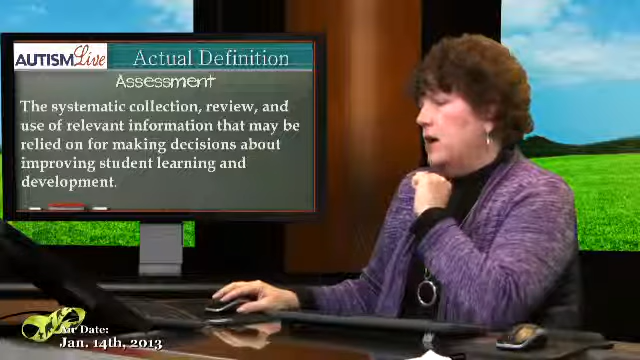 AUTISM Live
Actual Definition
Assessment
The systematic collection, review, and
use of relevant information that may be
relied on for making decisions about
improving student learning and
development.
Air Date:
Jan. 14th, 2013